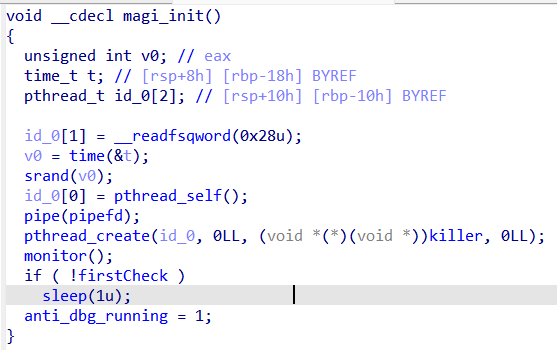 void __cdecl magi_init()
{
  unsigned int v0; // eax
  time_t t; // [rsp+8h] [rbp-18h] BYREF
  pthread_t id_0[2]; // [rsp+10h] [rbp-10h] BYREF

  id_0[1] = __readfsqword(0x28u);
  v0 = time(&t);
  srand(v0);
  id_0[0] = pthread_self();
  pipe(pipefd);
  pthread_create(id_0, 0LL, (void *(*)(void *))killer, 0LL);
  monitor();
  if ( !firstCheck )
    sleep(1u);
  anti_dbg_running = 1;
}